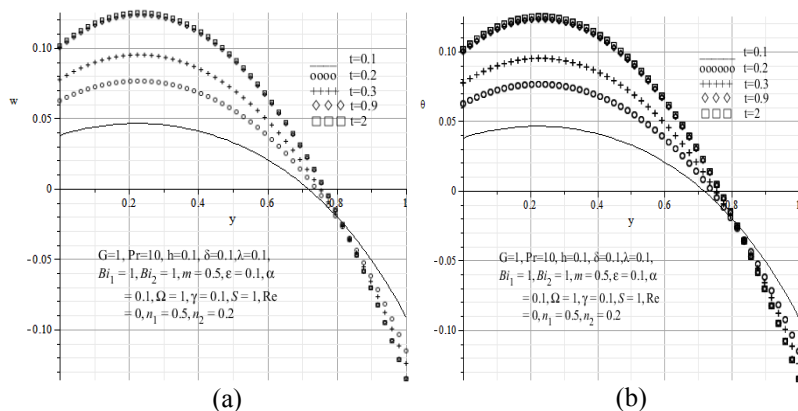 0.10
w
0.05
0
−0.05
−0.10
0.2 0.4 0.6 0.8 1
y
t=0.1
t=0.2
t=0.3
t=0.9
t=2
G=1, Pr=10, h=0.1, δ=0.1,λ=0.1,
Bi₁ = 1, Bi₂ = 1, m = 0.5, ε = 0.1, α
= 0.1, Ω = 1, γ = 0.1, S = 1, Re
= 0, n₁ = 0.5, n₂ = 0.2
(a)
0.10
θ
0.05
0
−0.05
−0.10
0.2 0.4 0.6 0.8 1
y
t=0.1
t=0.2
t=0.3
t=0.9
t=2
G=1, Pr=10, h=0.1, δ=0.1,λ=0.1,
Bi₁ = 1, Bi₂ = 1, m = 0.5, ε = 0.1, α
= 0.1, Ω = 1, γ = 0.1, S = 1, Re
= 0, n₁ = 0.5, n₂ = 0.2
(b)